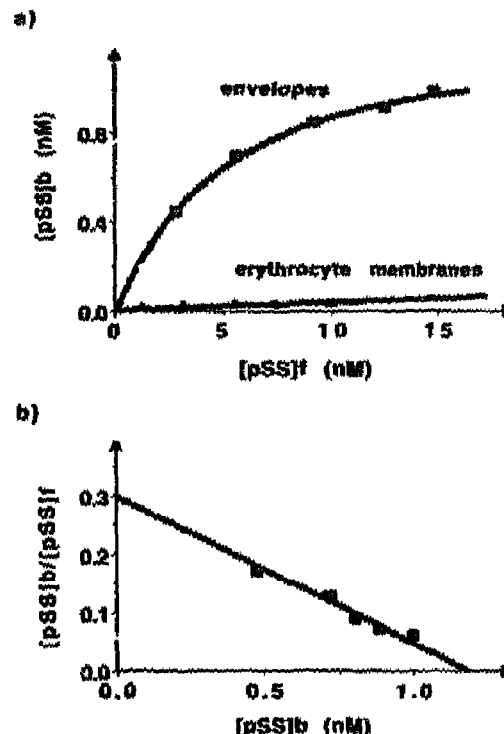 a)
[pSS]b (nM)
0.8
0.4
0.0
envelopes
erythrocyte membranes
0 5 10 15
[pSS]f (nM)
b)
[pSS]b/[pSS]f
0.3
0.2
0.1
0.0
0.0 0.5 1.0
[pSS]b (nM)